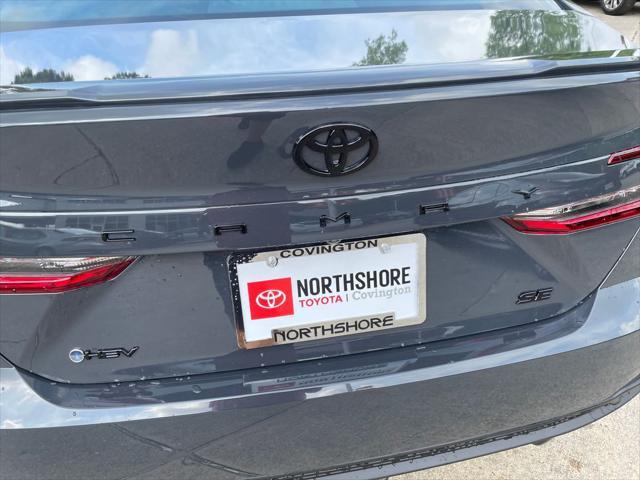 CAMRY
COVINGTON
NORTHSHORE
TOYOTA | Covington
NORTHSHORE
SE
HEV